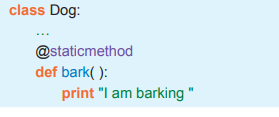 class Dog:
…
@staticmethod
def bark( ):
print "I am barking "